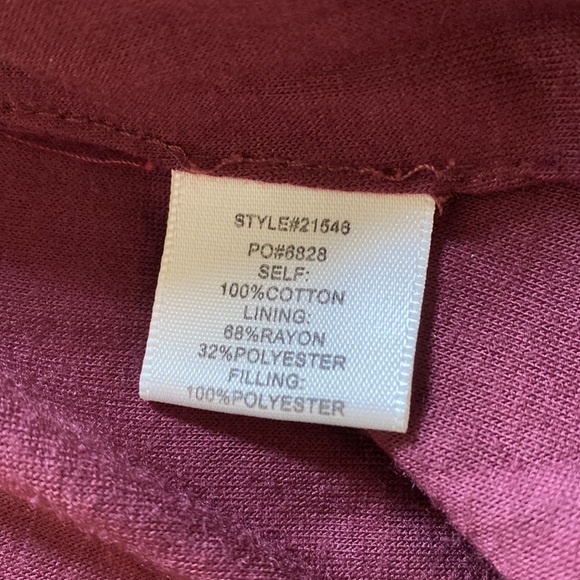 STYLE#21546
PO#6828
SELF:
100%COTTON
LINING:
68%RAYON
32%POLYESTER
FILLING:
100%POLYESTER